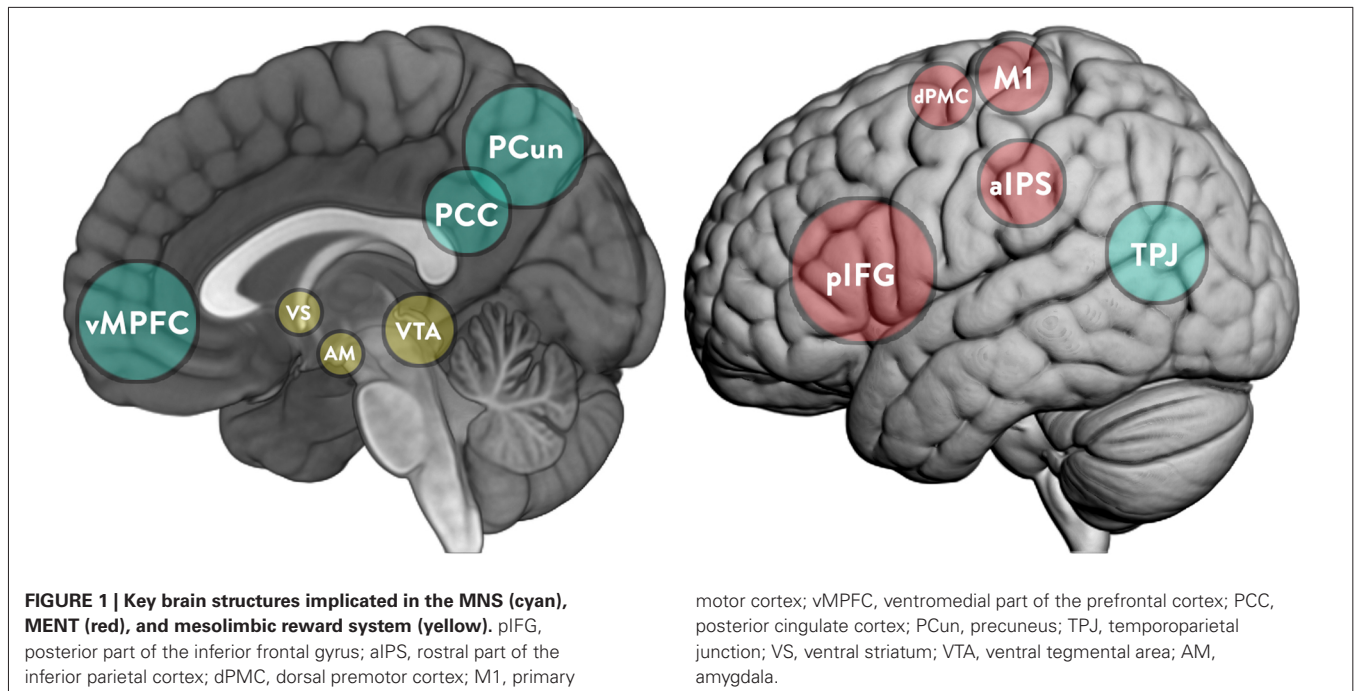 PCun
PCC
vMPFC
VS
AM
VTA
M1
dPMC
aIPS
pIFG
TPJ
FIGURE 1 | Key brain structures implicated in the MNS (cyan),
MENT (red), and mesolimbic reward system (yellow). pIFG,
posterior part of the inferior frontal gyrus; aIPS, rostral part of the
inferior parietal cortex; dPMC, dorsal premotor cortex; M1, primary
motor cortex; vMPFC, ventromedial part of the prefrontal cortex; PCC,
posterior cingulate cortex; PCun, precuneus; TPJ, temporoparietal
junction; VS, ventral striatum; VTA, ventral tegmental area; AM,
amygdala.